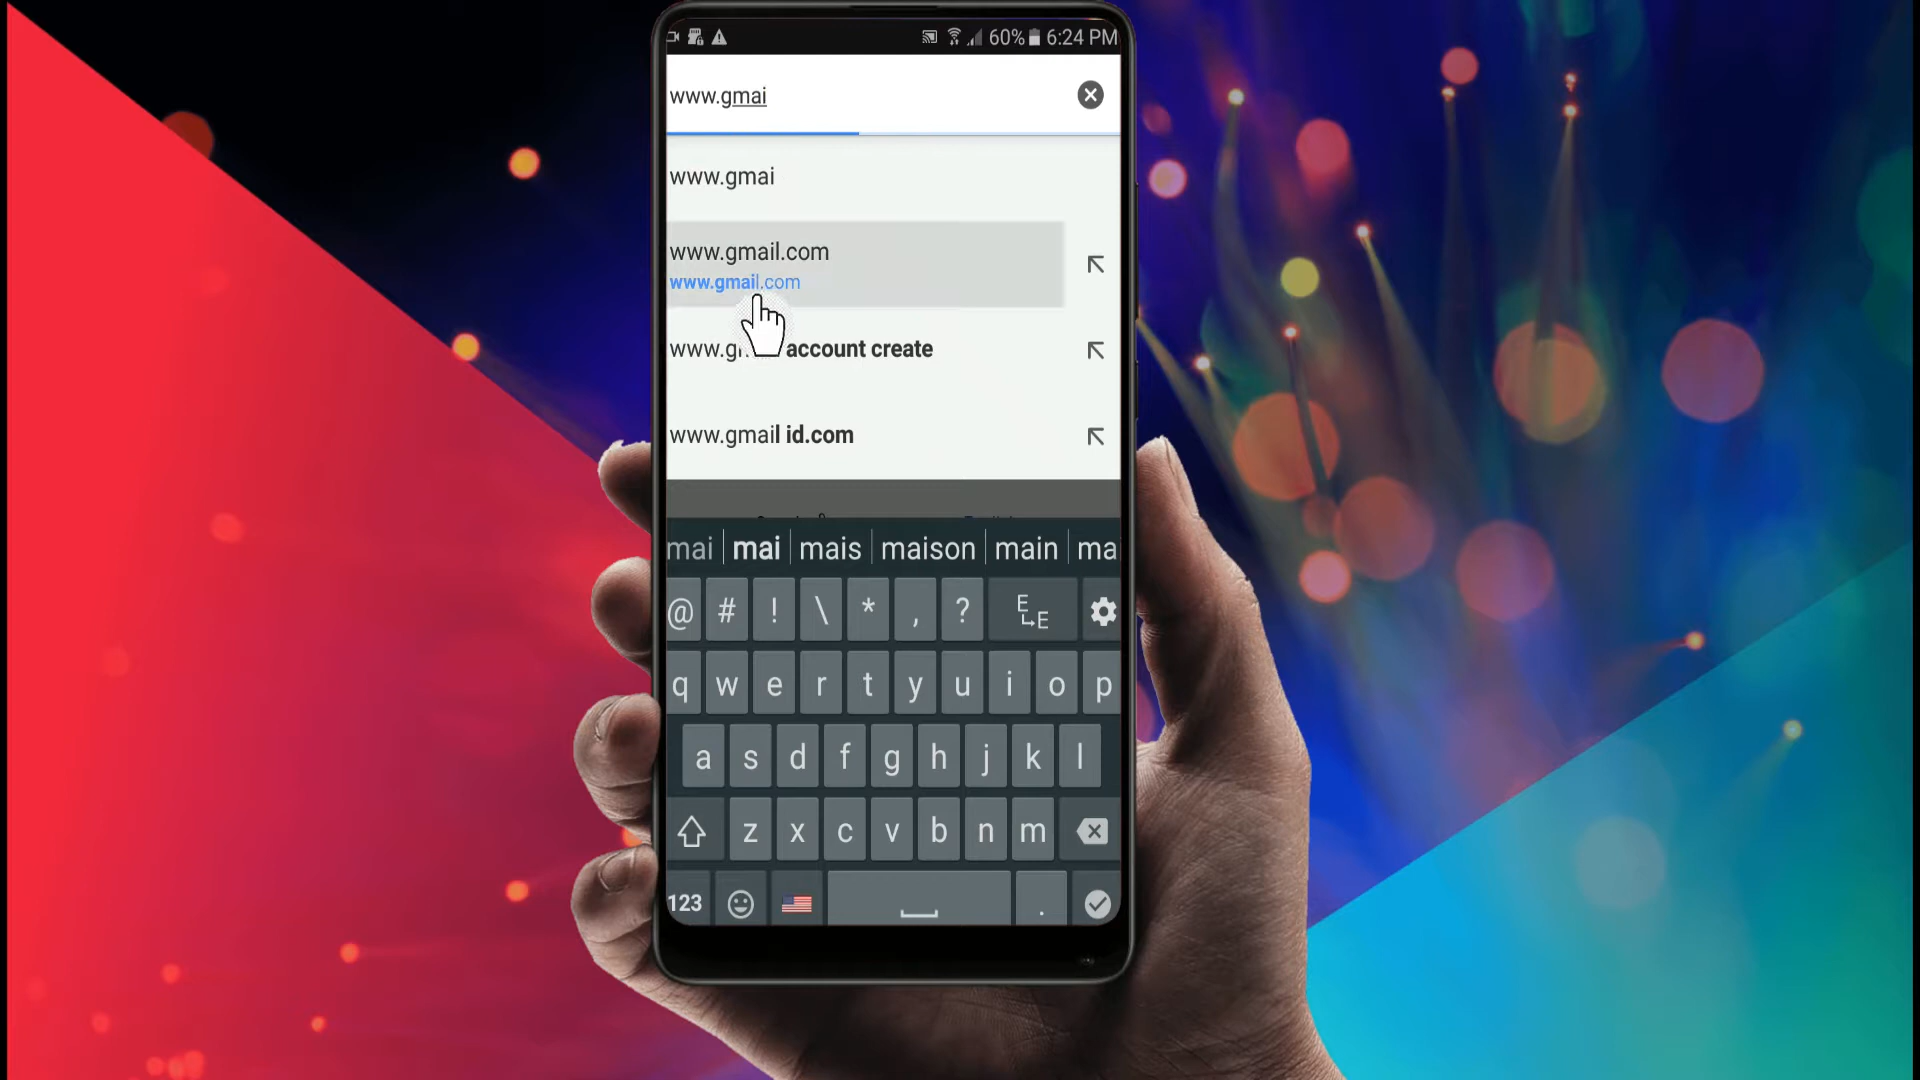 60% 6:24 PM
www.gmai
www.gmai
www.gmail.com
www.gmail.com
account create
www.gmail id.com
mai mai mais maison main ma
@ # ! \ * , ? E E
q w e r t y u i o p
a s d f g h j k l
z x c v b n m
123 .